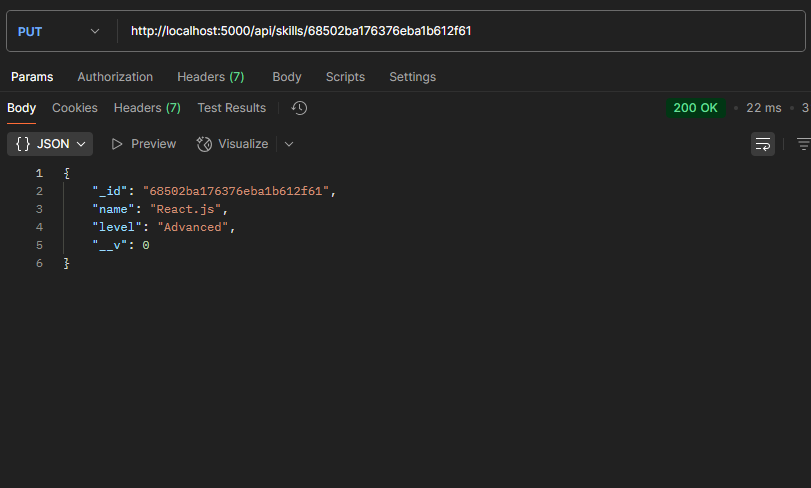 PUT http://localhost:5000/api/skills/68502ba176376eba1b612f61
Params Authorization Headers (7) Body Scripts Settings
Body Cookies Headers (7) Test Results 200 OK • 22 ms • 3
{} JSON Preview Visualize
1 {
2 "_id": "68502ba176376eba1b612f61",
3 "name": "React.js",
4 "level": "Advanced",
5 "__v": 0
6 }